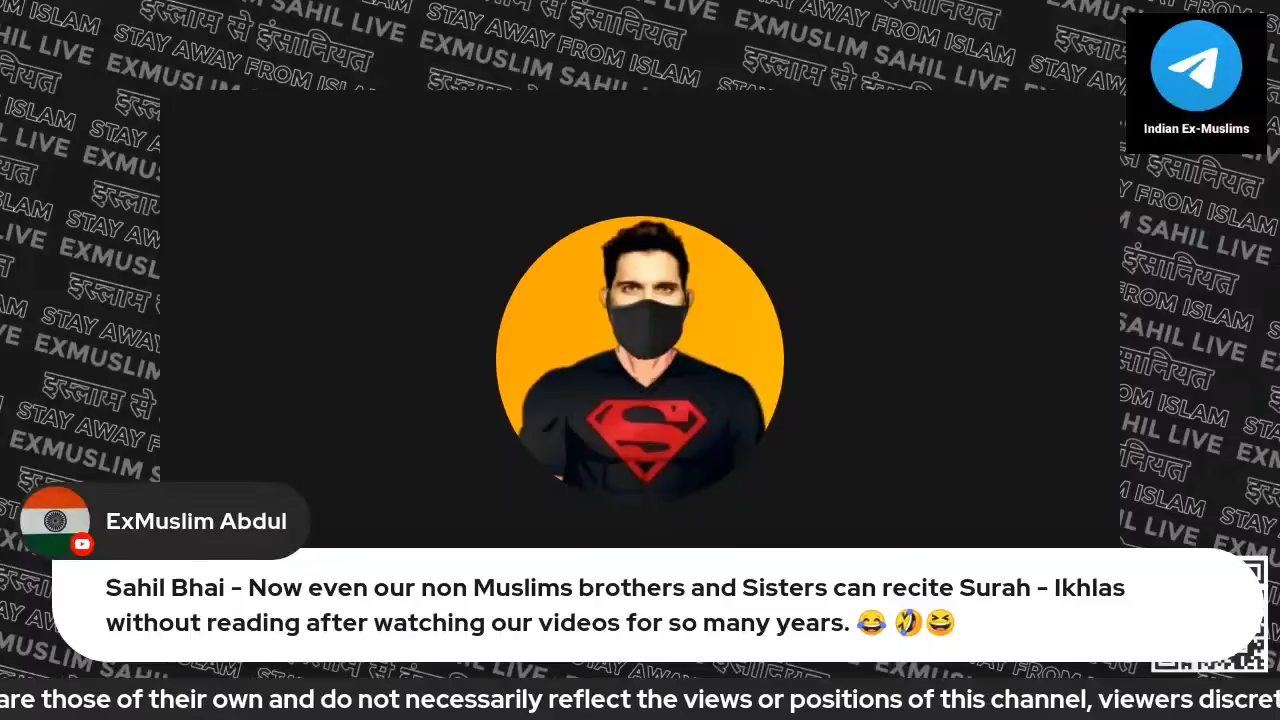 STAY AWAY FROM ISLAM
EXMUSLIM SAHIL LIVE
इस्लाम से इंसानियत
Indian Ex-Muslims
ExMuslim Abdul
Sahil Bhai - Now even our non Muslims brothers and Sisters can recite Surah - Ikhlas
without reading after watching our videos for so many years. 😂 🤣😆
are those of their own and do not necessarily reflect the views or positions of this channel, viewers discret